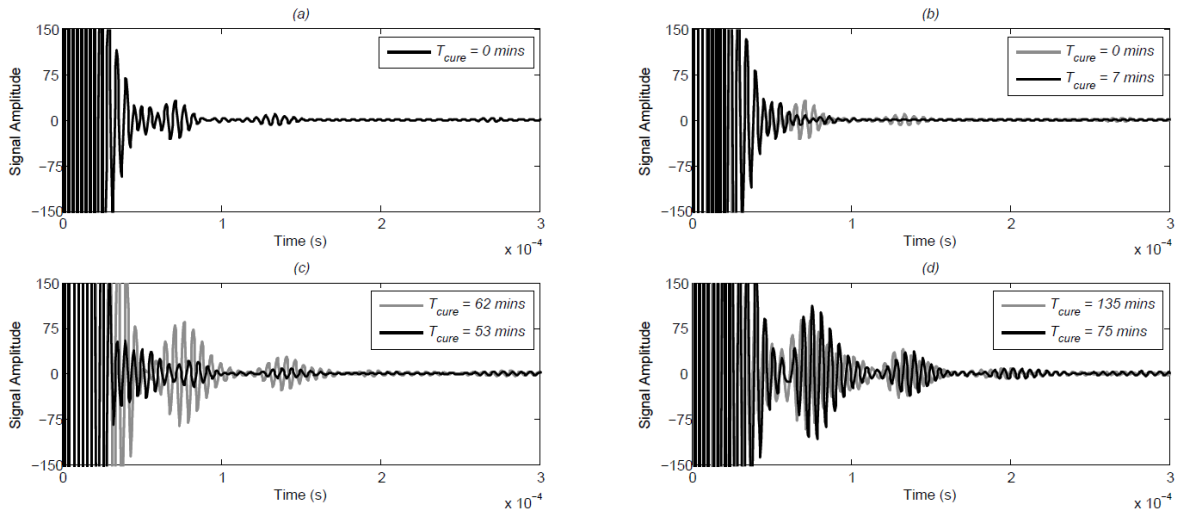 (a)
150
75
0
−75
−150
Signal Amplitude
T_cure = 0 mins
0 1 2 3
Time (s)
x 10^−4
(b)
150
75
0
−75
−150
Signal Amplitude
T_cure = 0 mins
T_cure = 7 mins
0 1 2 3
Time (s)
x 10^−4
(c)
150
75
0
−75
−150
Signal Amplitude
T_cure = 62 mins
T_cure = 53 mins
0 1 2 3
Time (s)
x 10^−4
(d)
150
75
0
−75
−150
Signal Amplitude
T_cure = 135 mins
T_cure = 75 mins
0 1 2 3
Time (s)
x 10^−4